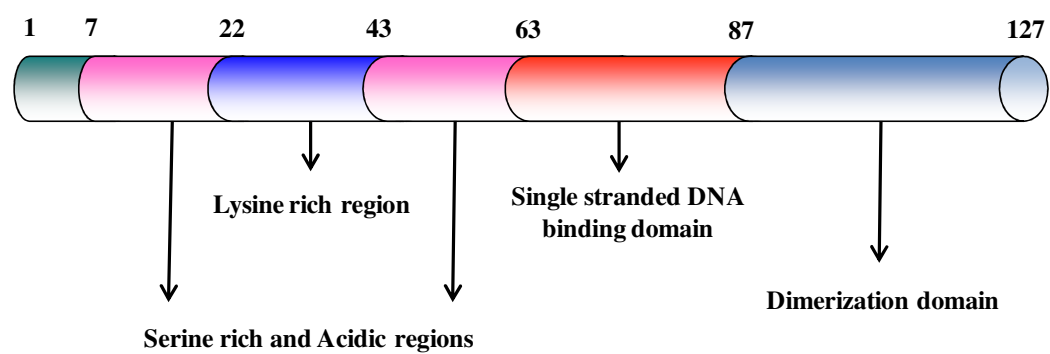 1 7 22 43 63 87 127
Lysine rich region
Single stranded DNA
binding domain
Dimerization domain
Serine rich and Acidic regions